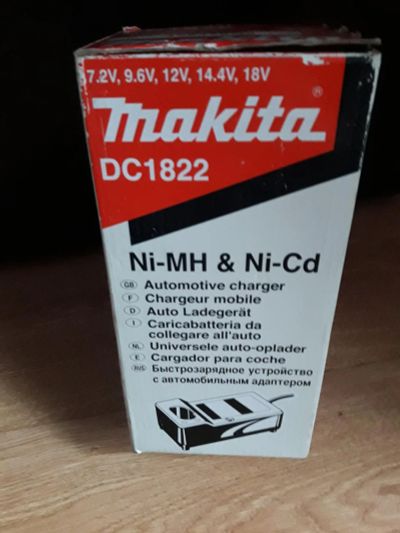 7.2V, 9.6V, 12V, 14.4V, 18V
makita®
DC1822
Ni-MH & Ni-Cd
GB Automotive charger
F Chargeur mobile
D Auto Ladegerät
I Caricabatteria da
collegare all'auto
NL Universele auto-oplader
E Cargador para coche
RUS Быстрозарядное устройство
с автомобильным адаптером